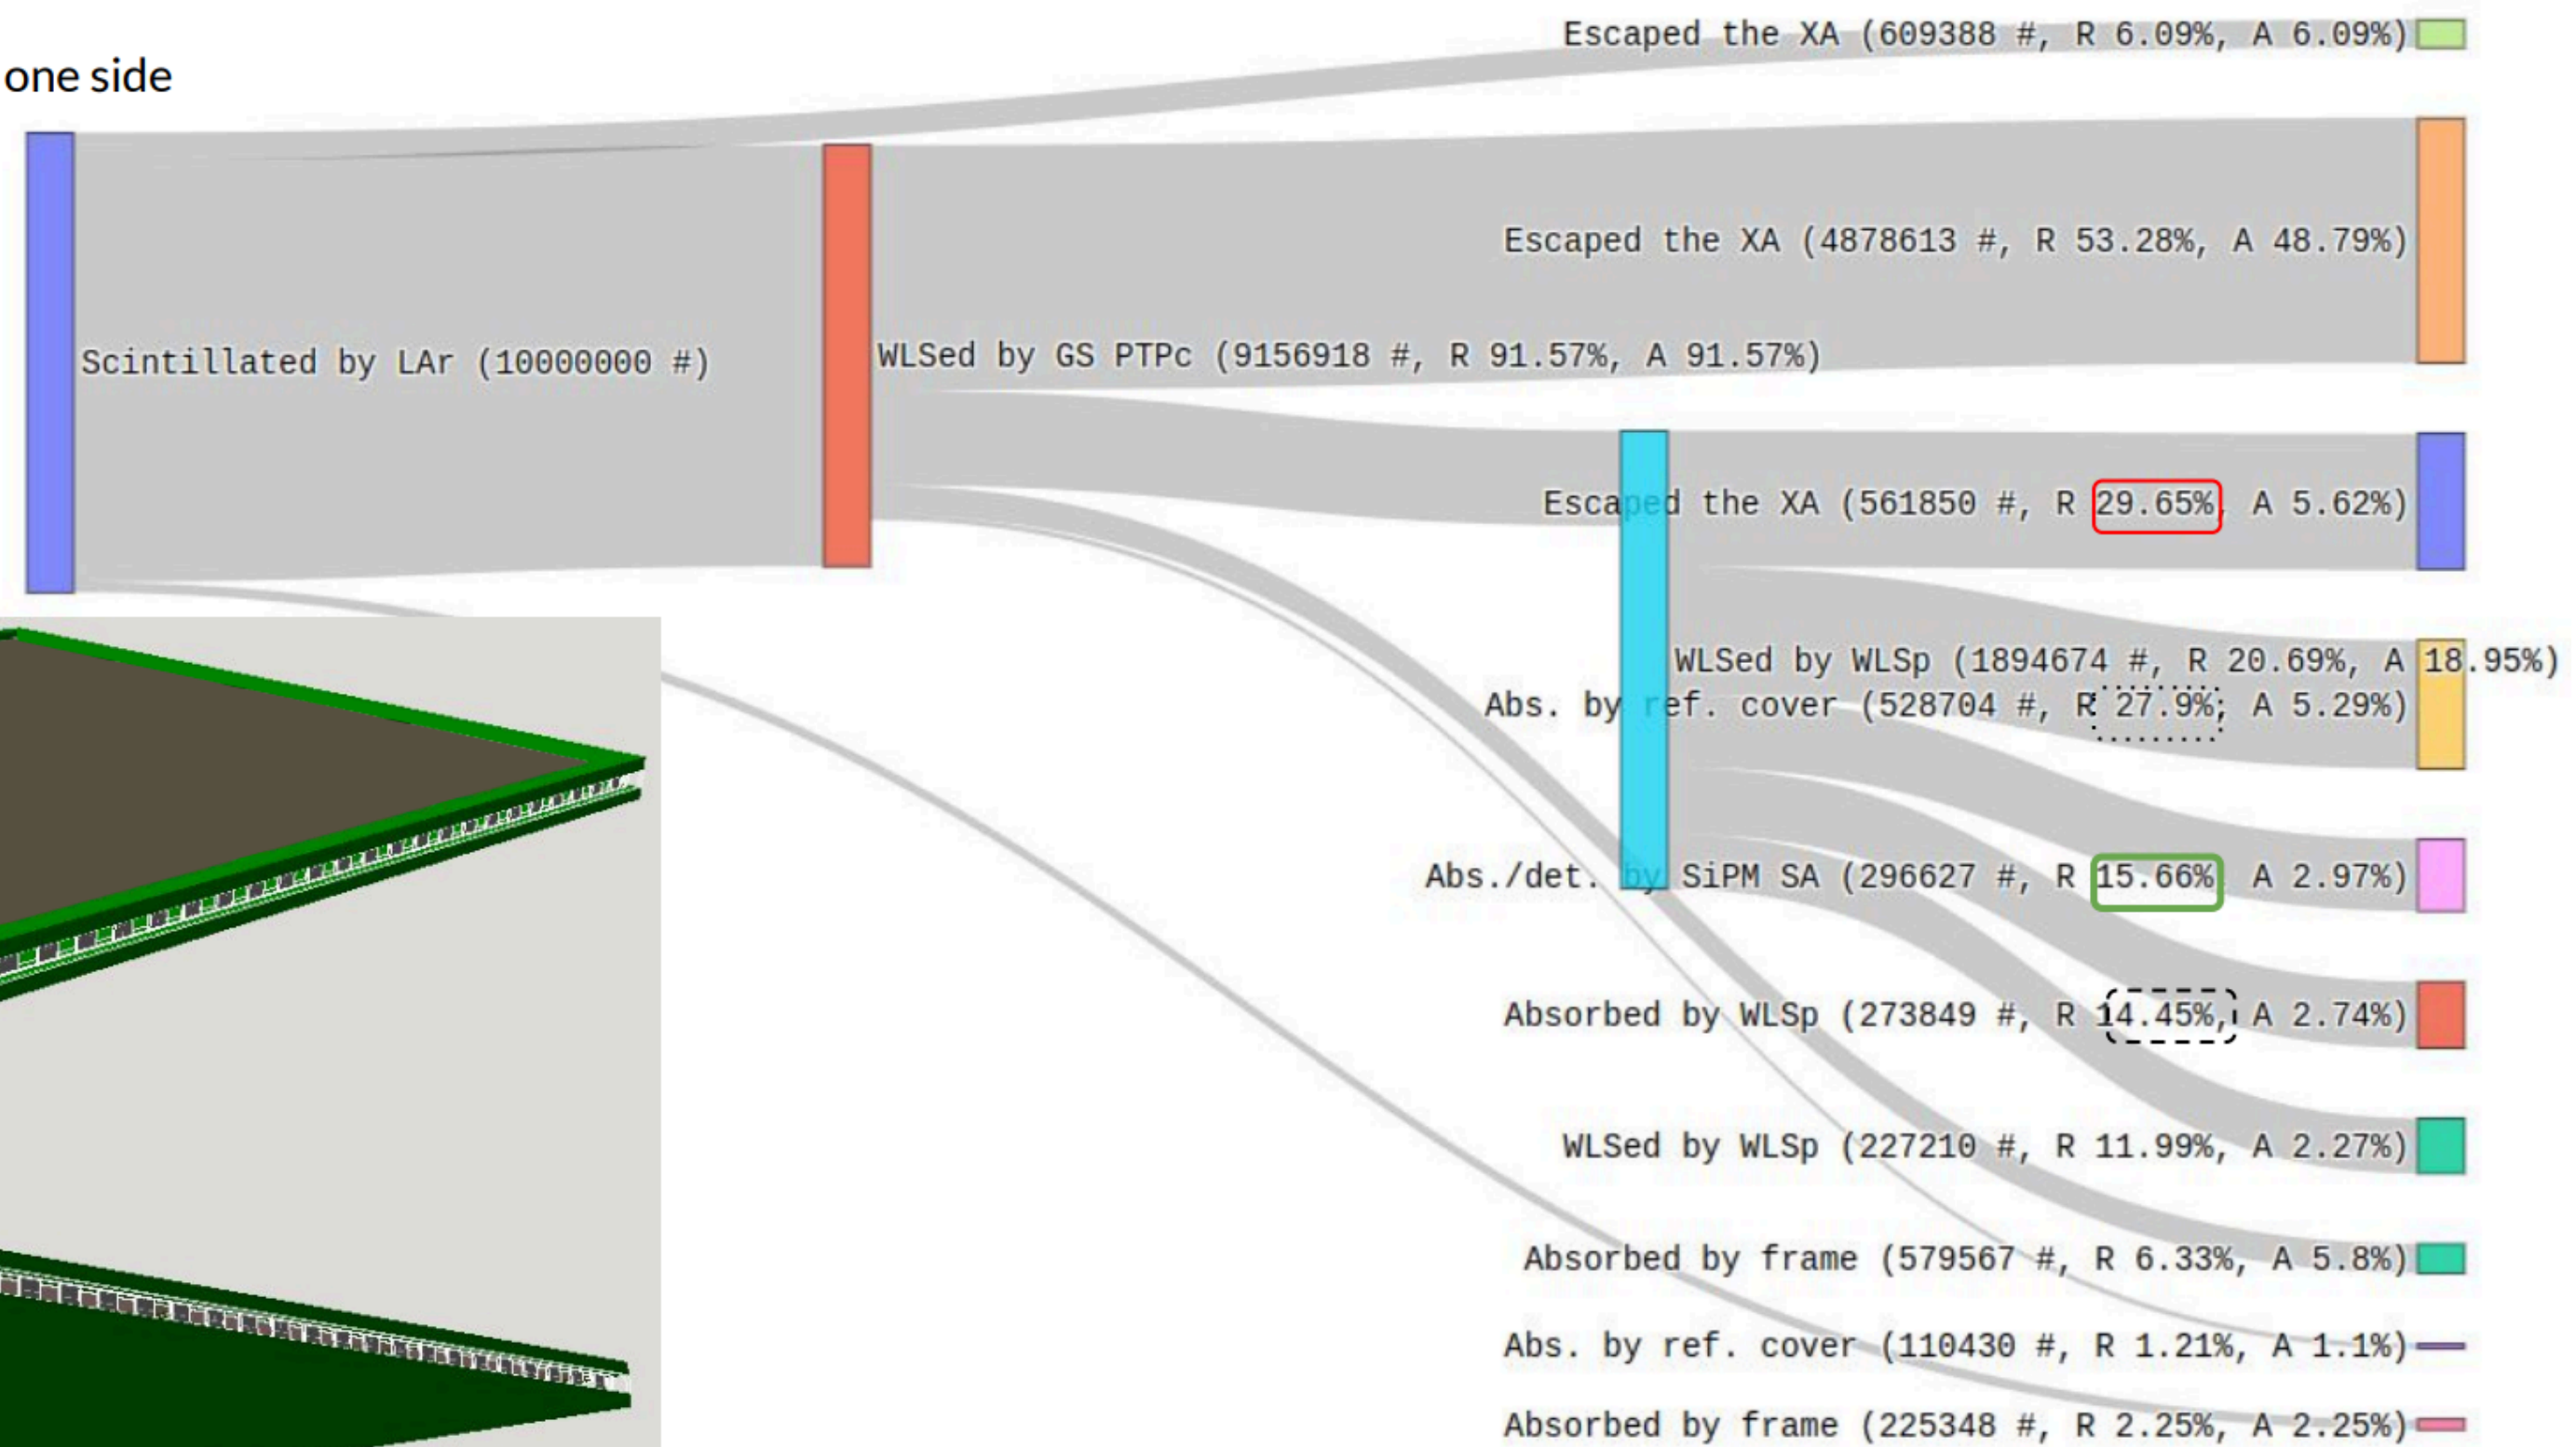 Escaped the XA (609388 #, R 6.09%, A 6.09%)
one side
Escaped the XA (4878613 #, R 53.28%, A 48.79%)
Scintillated by LAr (10000000 #)
WLSed by GS PTPc (9156918 #, R 91.57%, A 91.57%)
Escaped the XA (561850 #, R 29.65%, A 5.62%)
WLSed by WLSp (1894674 #, R 20.69%, A 18.95%)
Abs. by ref. cover (528704 #, R 27.9%, A 5.29%)
Abs./det. by SiPM SA (296627 #, R 15.66%, A 2.97%)
Absorbed by WLSp (273849 #, R 14.45%, A 2.74%)
WLSed by WLSp (227210 #, R 11.99%, A 2.27%)
Absorbed by frame (579567 #, R 6.33%, A 5.8%)
Abs. by ref. cover (110430 #, R 1.21%, A 1.1%)
Absorbed by frame (225348 #, R 2.25%, A 2.25%)